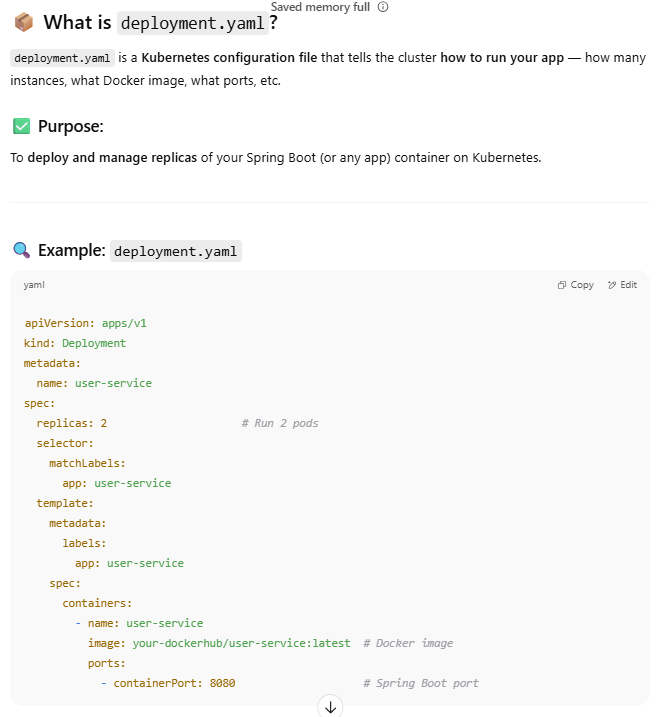 Saved memory full
📦 What is deployment.yaml?
deployment.yaml is a Kubernetes configuration file that tells the cluster how to run your app — how many
instances, what Docker image, what ports, etc.
✅ Purpose:
To deploy and manage replicas of your Spring Boot (or any app) container on Kubernetes.
🔍 Example: deployment.yaml
yaml Copy Edit
apiVersion: apps/v1
kind: Deployment
metadata:
  name: user-service
spec:
  replicas: 2                     # Run 2 pods
  selector:
    matchLabels:
      app: user-service
  template:
    metadata:
      labels:
        app: user-service
    spec:
      containers:
        - name: user-service
          image: your-dockerhub/user-service:latest  # Docker image
          ports:
            - containerPort: 8080                    # Spring Boot port